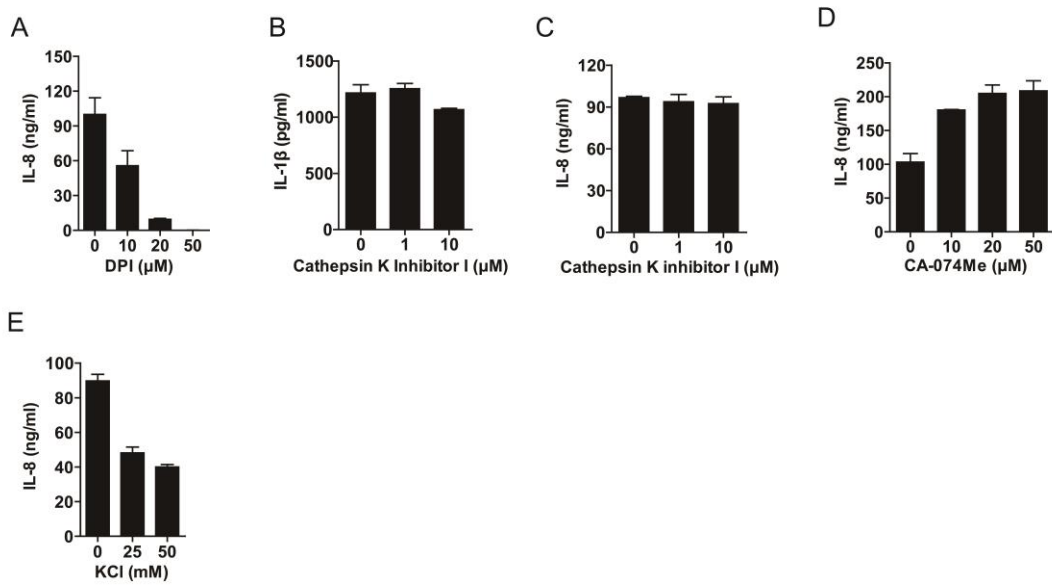 A
IL-8 (ng/ml)
150
120
90
60
30
0
0 10 20 50
DPI (μM)
B
IL-1β (pg/ml)
1500
1000
500
0
0 1 10
Cathepsin K Inhibitor I (μM)
C
IL-8 (ng/ml)
120
90
60
30
0
0 1 10
Cathepsin K inhibitor I (μM)
D
IL-8 (ng/ml)
250
200
150
100
50
0
0 10 20 50
CA-074Me (μM)
E
IL-8 (ng/ml)
100
80
60
40
20
0
0 25 50
KCl (mM)